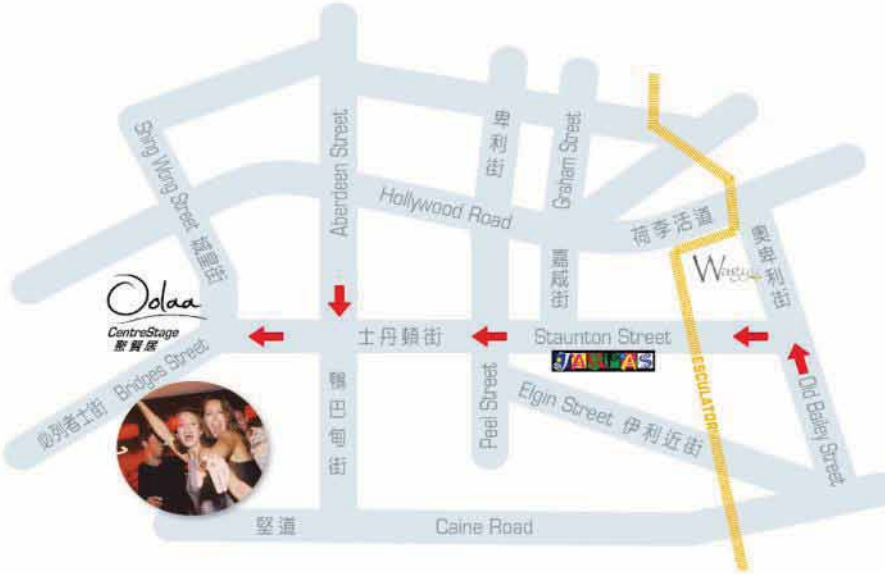 Shing Wong Street 城皇街
Aberdeen Street
卑利街
Graham Street
Hollywood Road
荷李活道
嘉咸街
奧卑利街
Oolaa
CentreStage
聚賢居
士丹頓街
Staunton Street
ESCULATOR
必列者士街 Bridges Street
鴨巴甸街
Peel Street
Elgin Street 伊利近街
Old Bailey Street
堅道
Caine Road